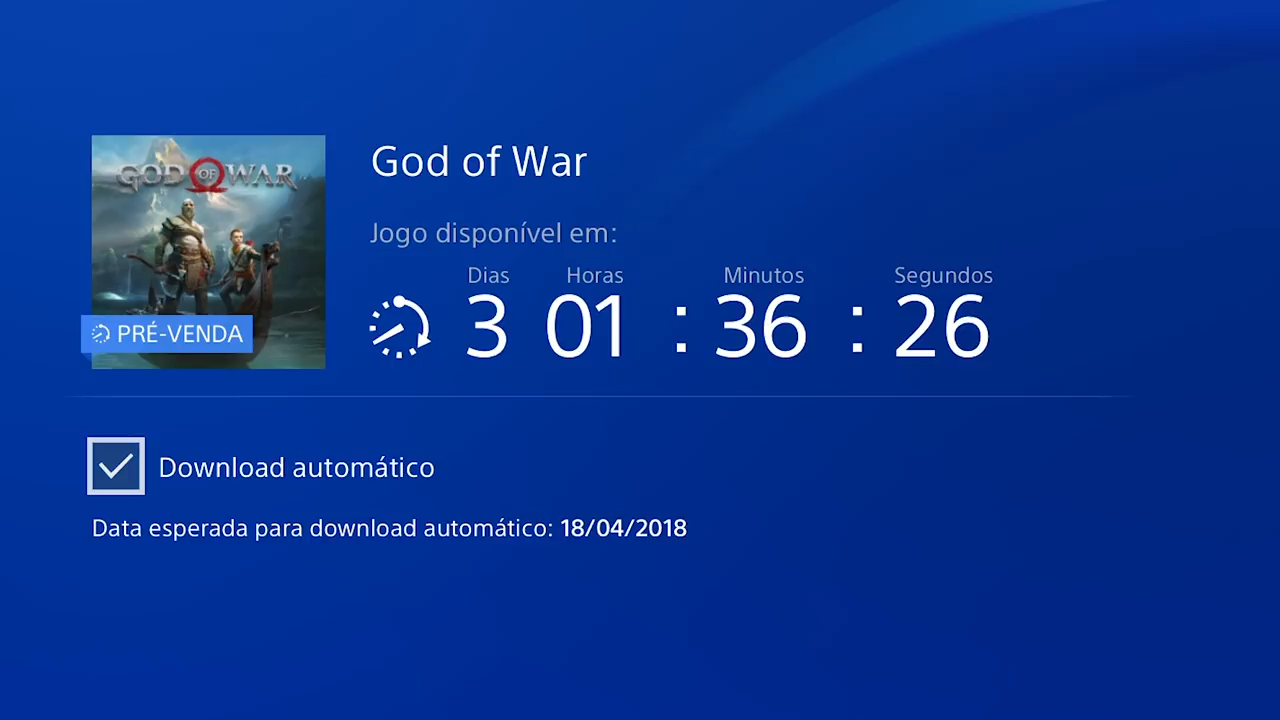 GOD OF WAR
PRÉ-VENDA
God of War
Jogo disponível em:
Dias Horas Minutos Segundos
3 01 : 36 : 26
Download automático
Data esperada para download automático: 18/04/2018